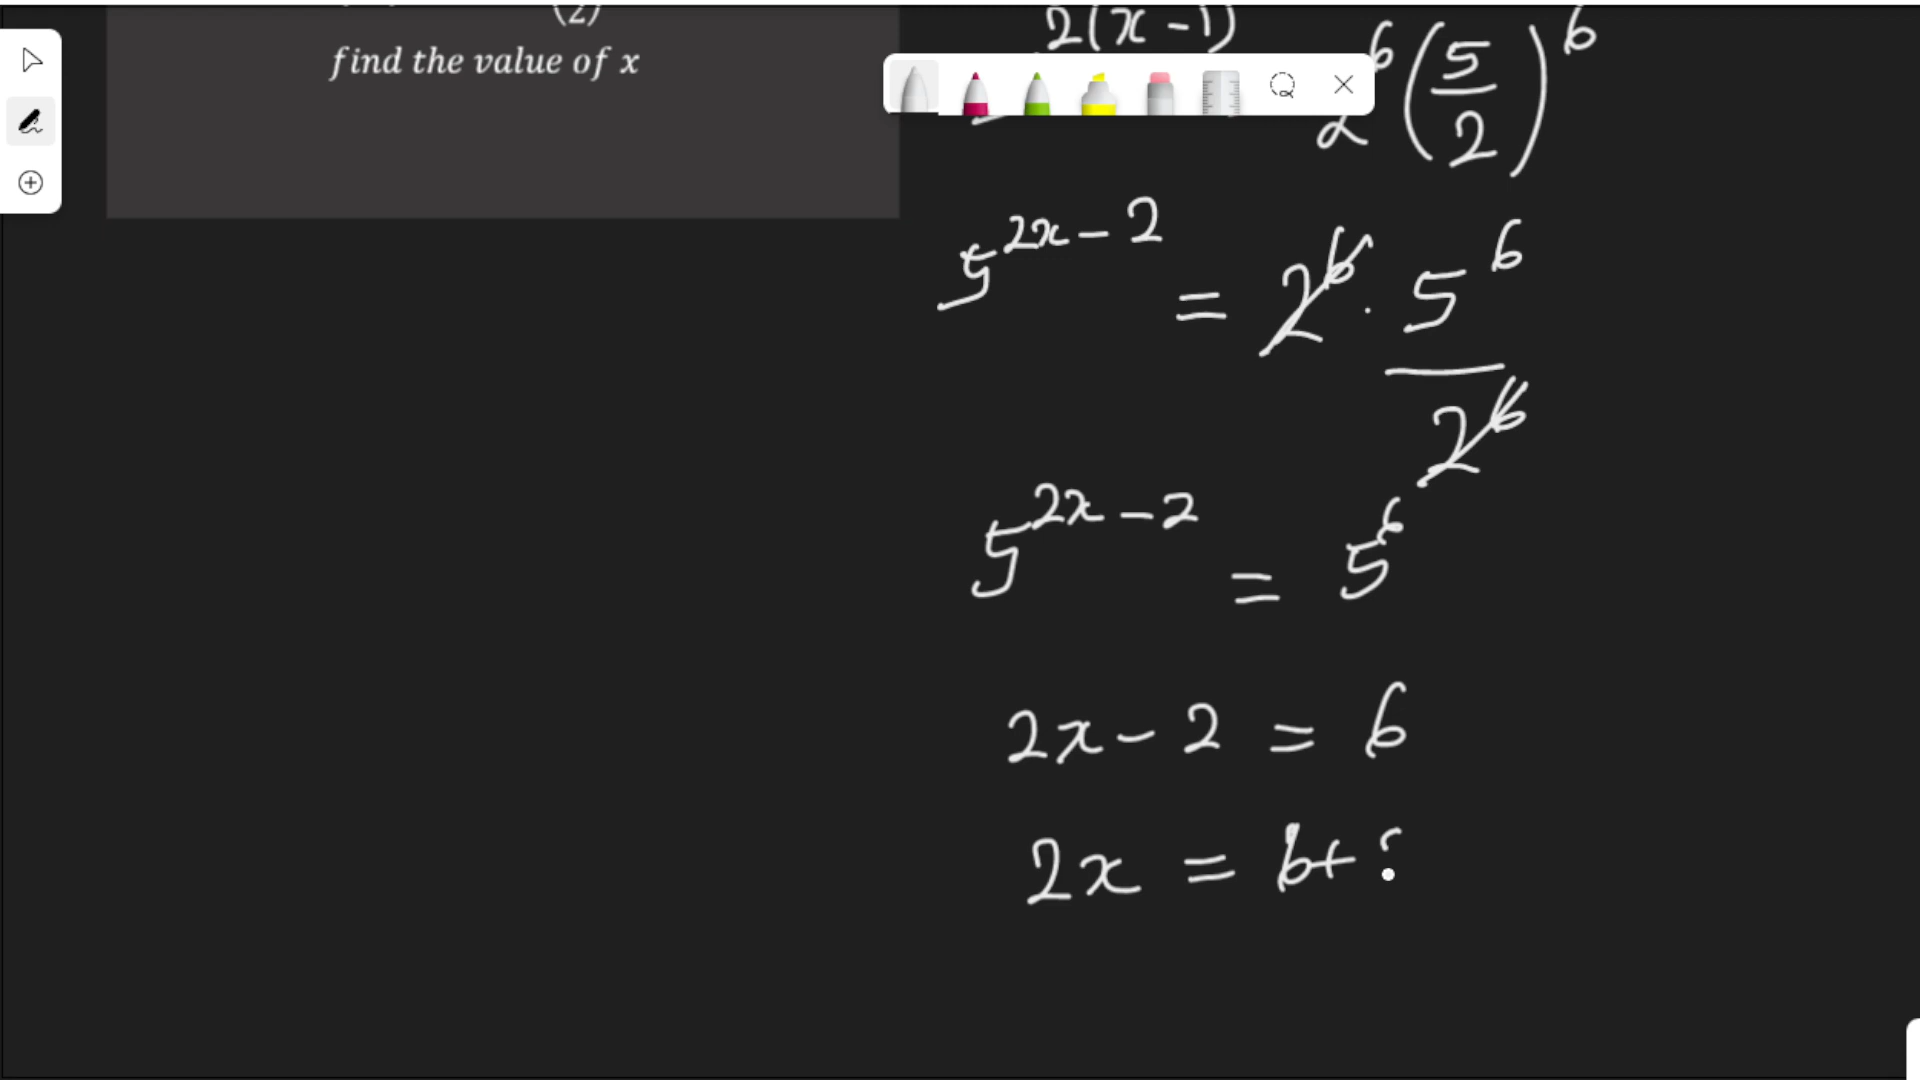 (2)
find the value of x
2(x - 1)
6 (5/2)^6
2
5^{2x - 2} = 2^6 . 5^6 / 2^6
5^{2x - 2} = 5^6
2x - 2 = 6
2x = 6 +